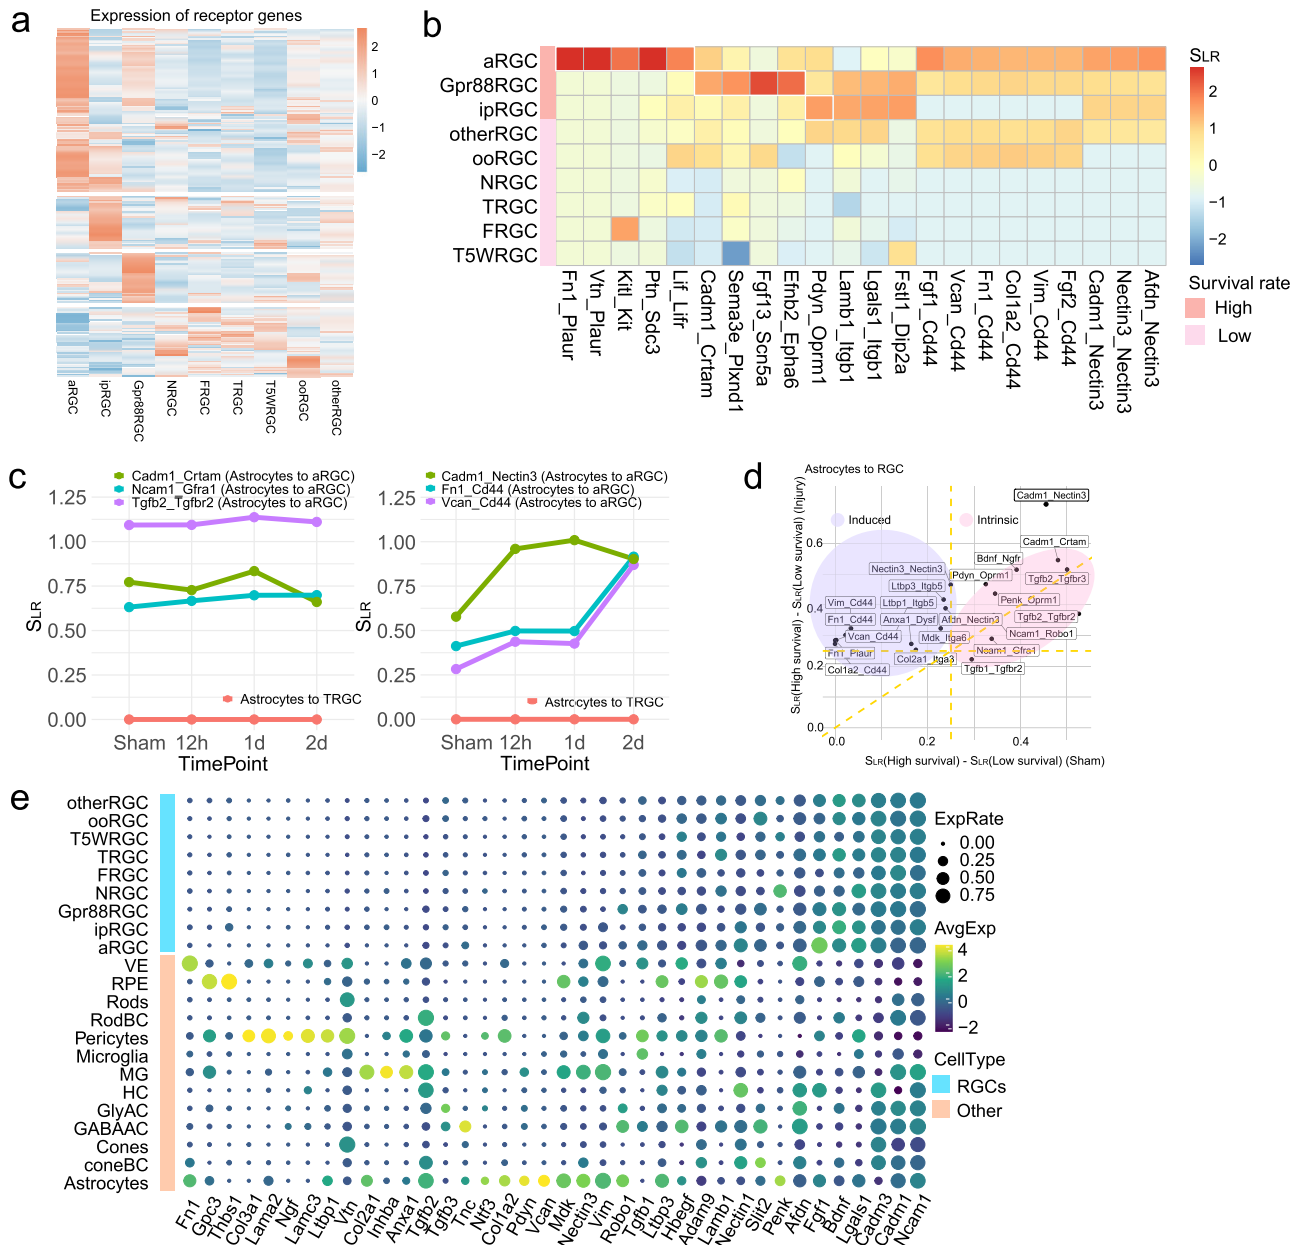 a
Expression of receptor genes
2
1
0
−1
−2
aRGC
ipRGC
Gpr88RGC
NRGC
FRGC
TRGC
T5WRGC
ooRGC
otherRGC
b
aRGC
Gpr88RGC
ipRGC
otherRGC
ooRGC
NRGC
TRGC
FRGC
T5WRGC
Fn1_Plaur
Vtn_Plaur
Kitl_Kit
Ptn_Sdc3
Lif_Lifr
Cadm1_Crtam
Sema3e_Plxnd1
Fgf13_Scn5a
Efnb2_Epha6
Pdyn_Oprm1
Lamb1_Itgb1
Lgals1_Itgb1
Fstl1_Dip2a
Fgf1_Cd44
Vcan_Cd44
Fn1_Cd44
Col1a2_Cd44
Vim_Cd44
Fgf2_Cd44
Cadm1_Nectin3
Nectin3_Nectin3
Afdn_Nectin3
SLR
2
1
0
−1
−2
Survival rate
High
Low
c
Cadm1_Crtam (Astrocytes to aRGC)
Ncam1_Gfra1 (Astrocytes to aRGC)
Tgfb2_Tgfbr2 (Astrocytes to aRGC)
1.25
1.00
0.75
0.50
0.25
0.00
SLR
Astrocytes to TRGC
Sham 12h 1d 2d
TimePoint
Cadm1_Nectin3 (Astrocytes to aRGC)
Fn1_Cd44 (Astrocytes to aRGC)
Vcan_Cd44 (Astrocytes to aRGC)
1.25
1.00
0.75
0.50
0.25
0.00
SLR
Astrocytes to TRGC
Sham 12h 1d 2d
TimePoint
d
Astrocytes to RGC
SLR(High survival) - SLR(Low survival) (Injury)
0.6
0.4
0.2
0.0
Induced
Intrinsic
Cadm1_Nectin3
Cadm1_Crtam
Bdnf_Ngfr
Nectin3_Nectin3
Pdyn_Oprm1
Tgfb2_Tgfbr3
Ltbp3_Itgb5
Vim_Cd44
Ltbp1_Itgb5
Penk_Oprm1
Fn1_Cd44
Anxa1_Dysf
Afdn_Nectin3
Tgfb2_Tgfbr2
Vcan_Cd44
Mdk_Itga6
Ncam1_Robo1
Fn1_Plaur
Col2a1_Itga3
Ncam1_Gfra1
Col1a2_Cd44
Tgfb1_Tgfbr2
0.0 0.2 0.4
SLR(High survival) - SLR(Low survival) (Sham)
e
otherRGC
ooRGC
T5WRGC
TRGC
FRGC
NRGC
Gpr88RGC
ipRGC
aRGC
VE
RPE
Rods
RodBC
Pericytes
Microglia
MG
HC
GlyAC
GABAAC
Cones
coneBC
Astrocytes
Fn1
Gpc3
Thbs1
Col3a1
Lama2
Ngf
Lamc3
Ltbp1
Vtn
Col2a1
Inhba
Anxa1
Tgfb2
Tgfb3
Tnc
Ntf3
Col1a2
Pdyn
Vcan
Mdk
Nectin3
Vim
Robo1
Tgfb1
Ltbp3
Hbegf
Adam9
Lamb1
Nectin1
Slit2
Penk
Afdn
Fgf1
Bdnf
Lgals1
Cadm3
Cadm1
Ncam1
ExpRate
0.00
0.25
0.50
0.75
AvgExp
4
2
0
−2
CellType
RGCs
Other